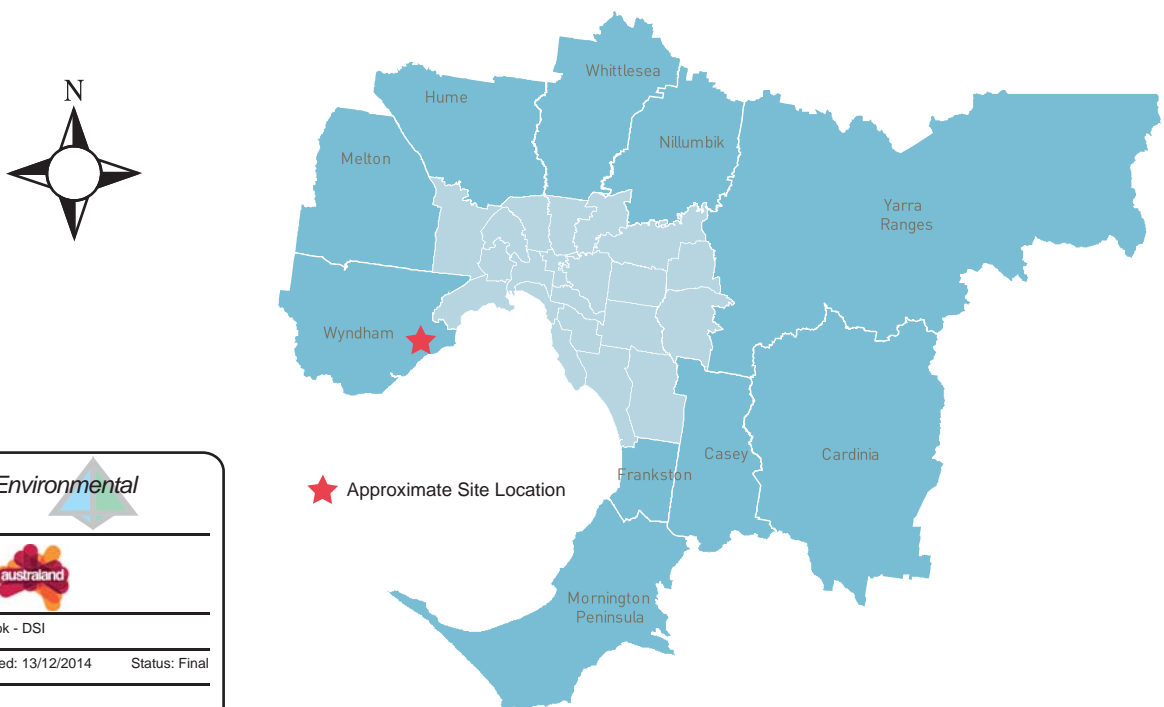 N
Whittlesea
Hume
Nillumbik
Melton
Yarra
Ranges
Wyndham
Casey
Cardinia
Frankston
Approximate Site Location
Mornington
Peninsula
Environmental
australand
ok - DSI
ed: 13/12/2014 Status: Final